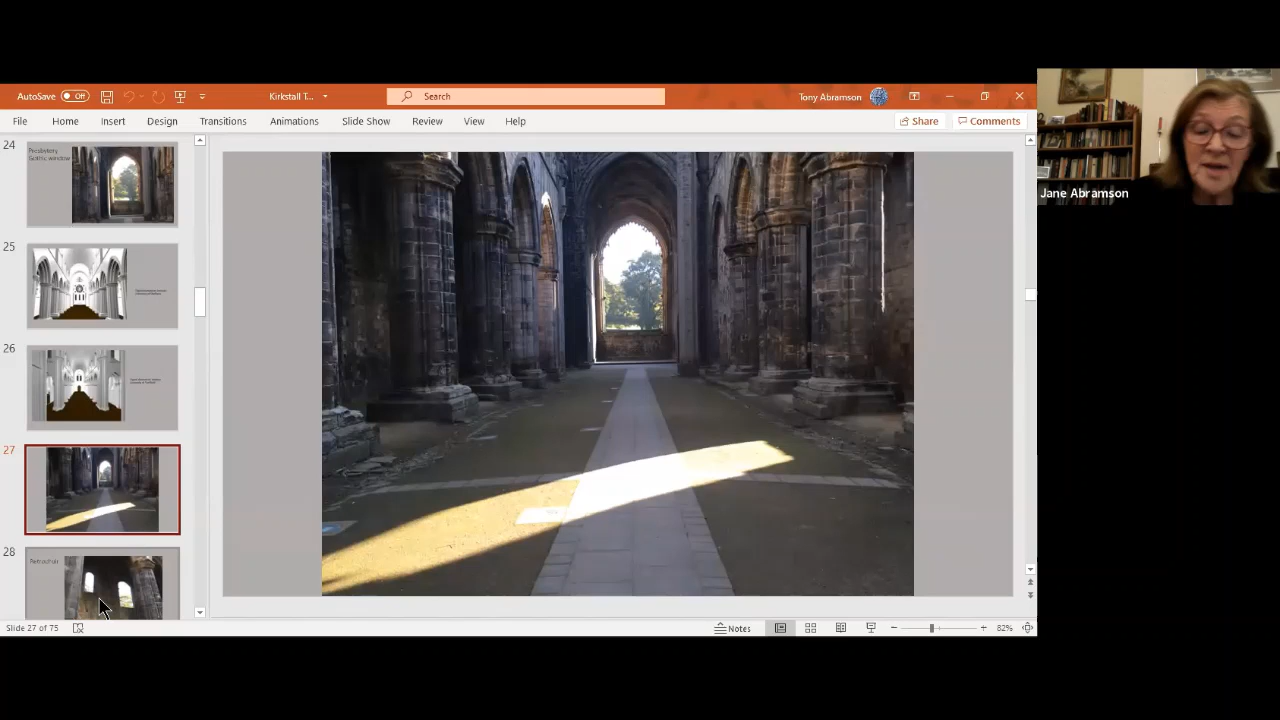 AutoSave Off
Kirkstall T...
Search
Tony Abramson
File Home Insert Design Transitions Animations Slide Show Review View Help
Share Comments
24
Presbytery
Gothic window
25
26
27
28
Slide 27 of 75
Notes
82%
Jane Abramson